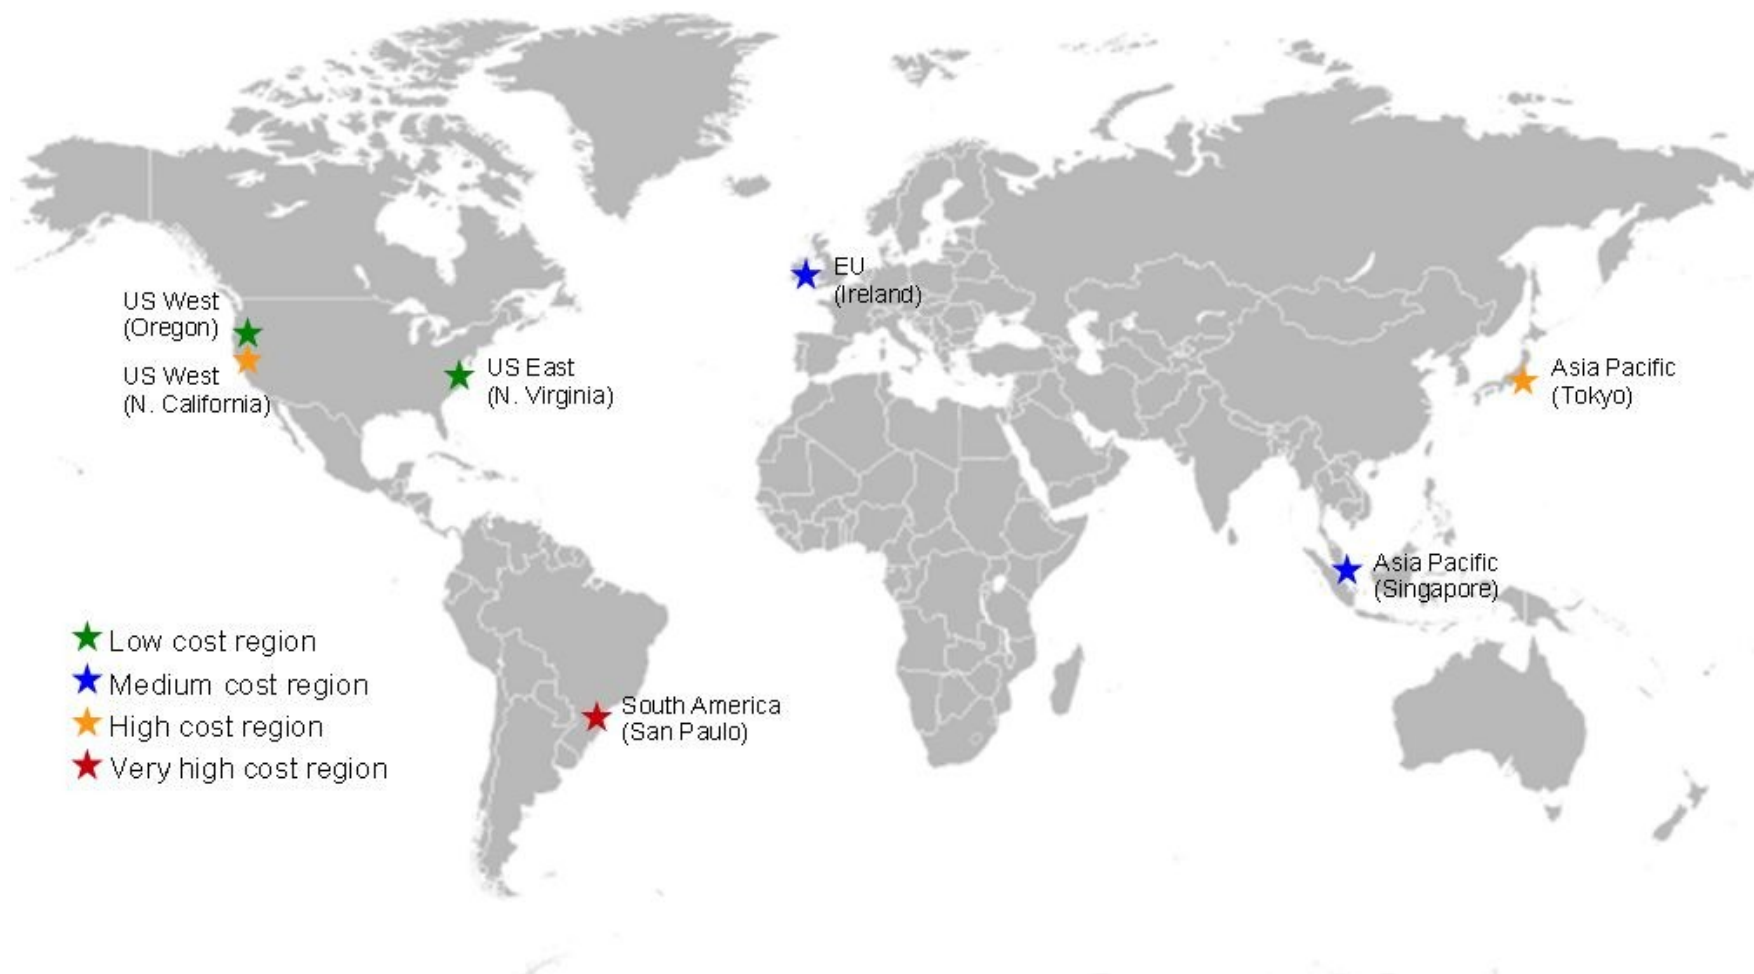 US West
(Oregon)
US West
(N. California)
US East
(N. Virginia)
EU
(Ireland)
Asia Pacific
(Tokyo)
Asia Pacific
(Singapore)
South America
(San Paulo)
Low cost region
Medium cost region
High cost region
Very high cost region